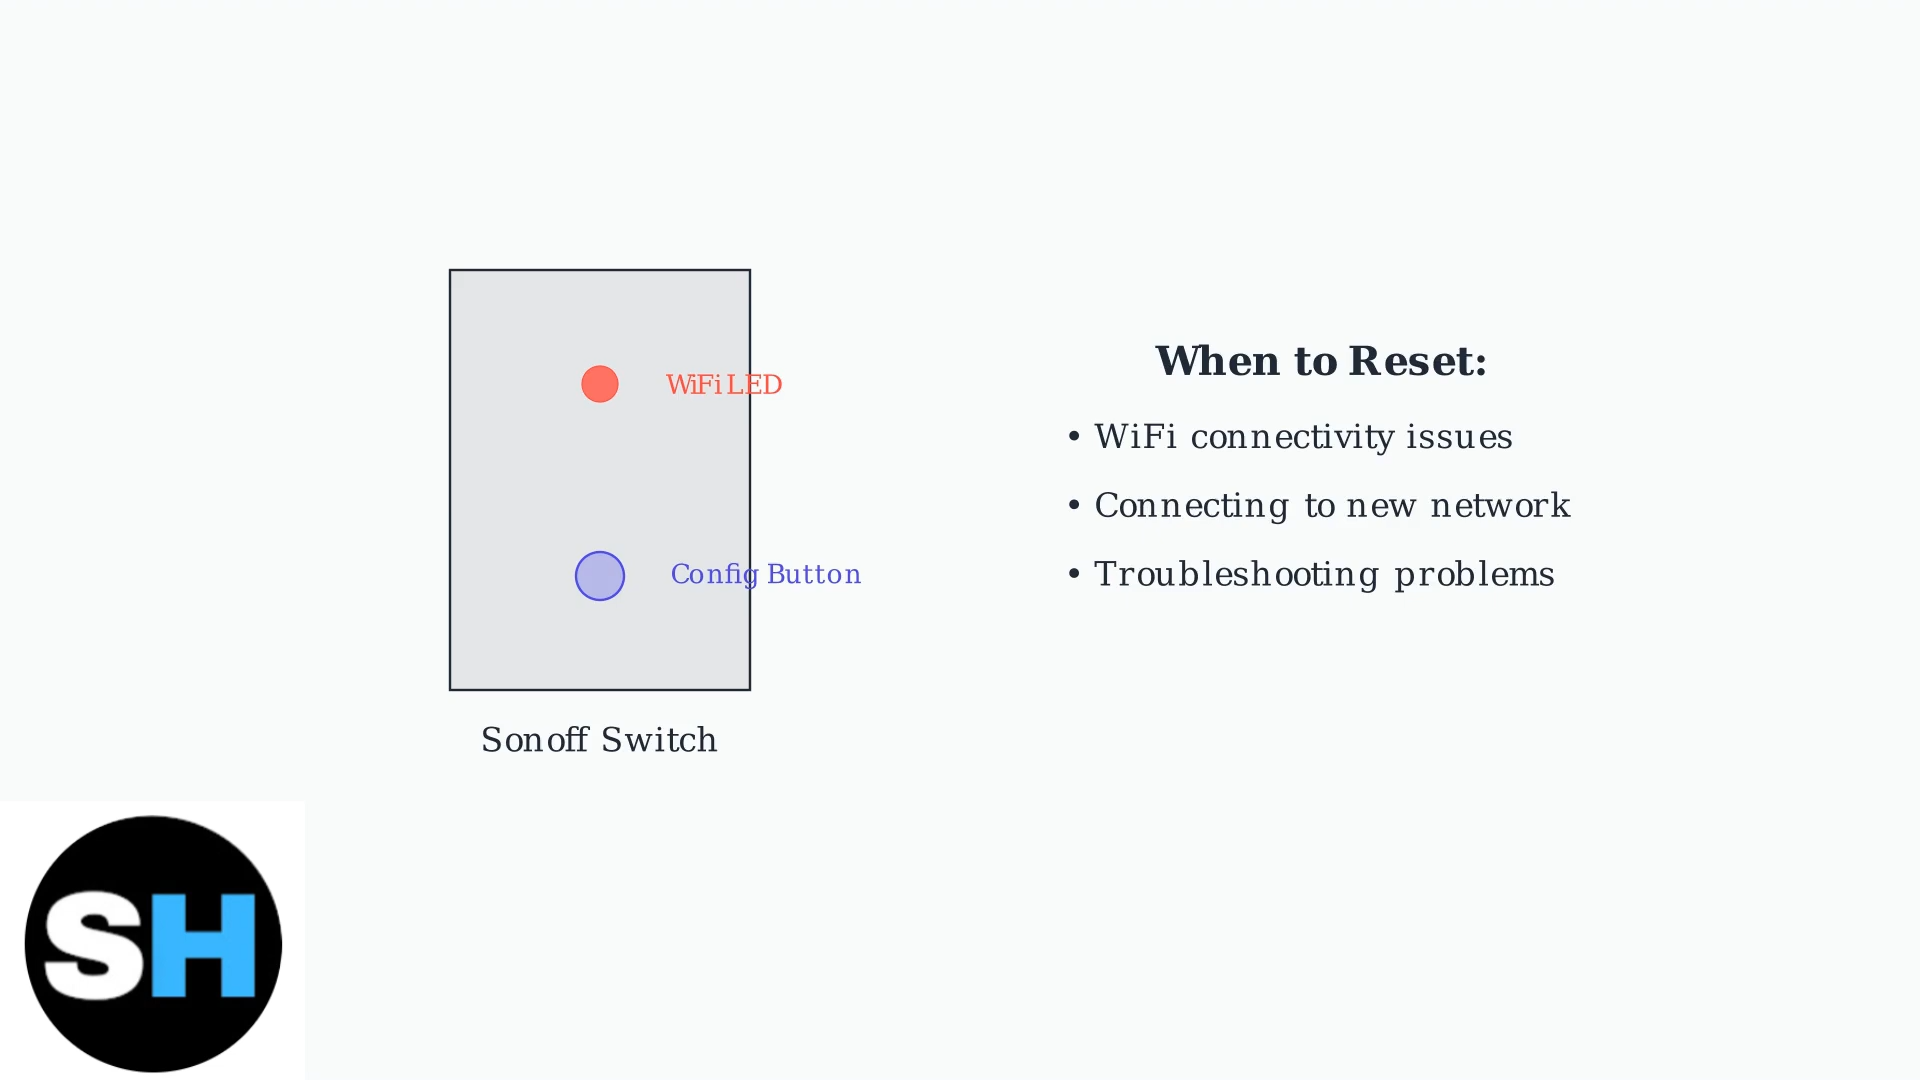 WiFi LED
Config Button
Sonoff Switch
When to Reset:
• WiFi connectivity issues
• Connecting to new network
• Troubleshooting problems
SH